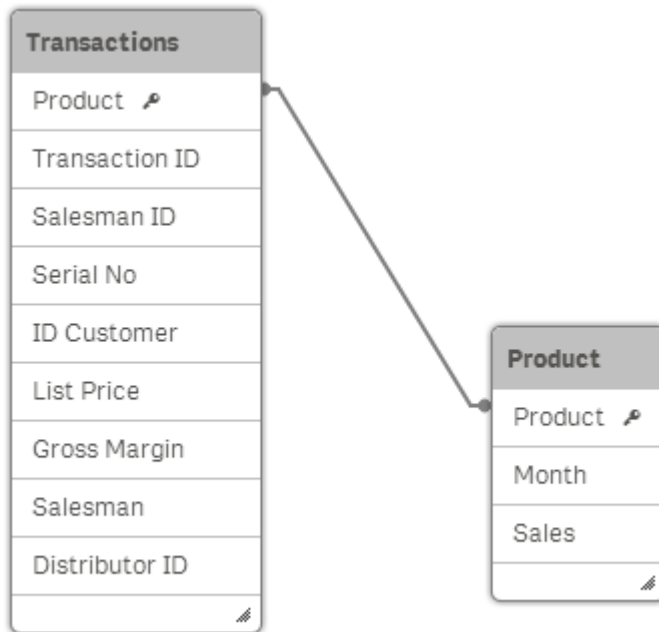 Transactions
Product
Transaction ID
Salesman ID
Serial No
ID Customer
List Price
Gross Margin
Salesman
Distributor ID
Product
Product
Month
Sales